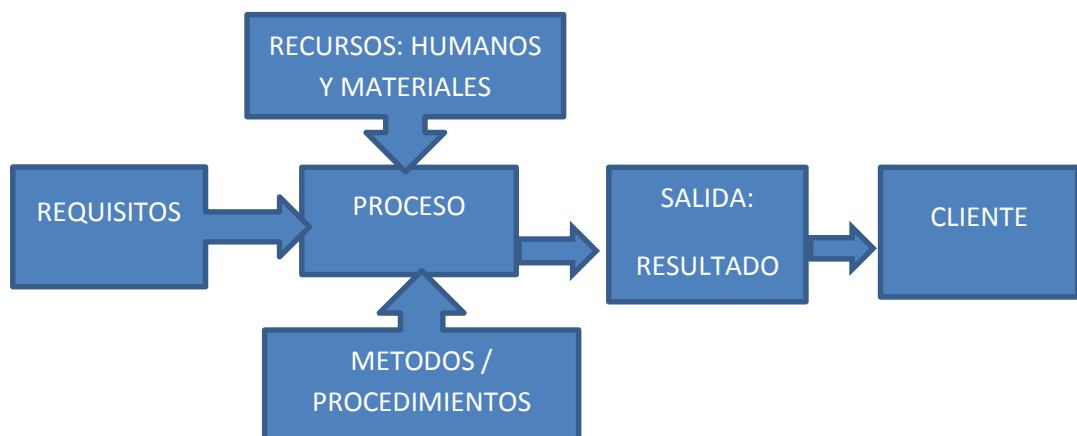 RECURSOS: HUMANOS
Y MATERIALES
REQUISITOS
PROCESO
SALIDA:
RESULTADO
CLIENTE
METODOS /
PROCEDIMIENTOS